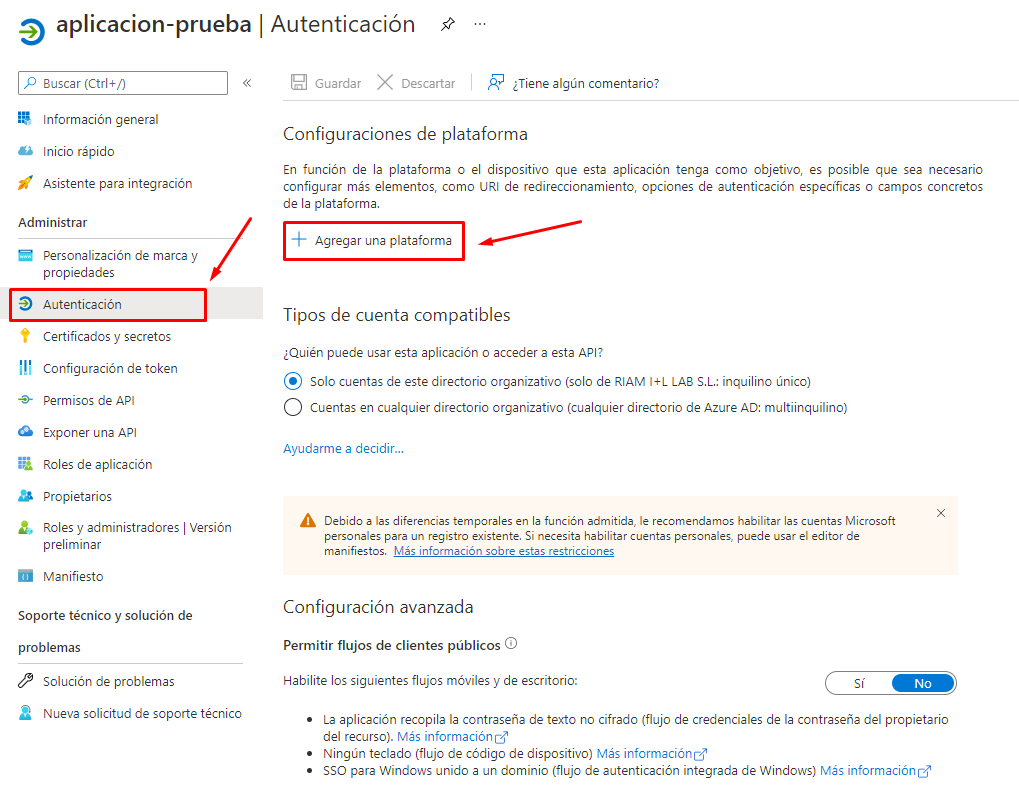 aplicacion-prueba | Autenticación
Buscar (Ctrl+/)
Información general
Inicio rápido
Asistente para integración
Administrar
Personalización de marca y
propiedades
Autenticación
Certificados y secretos
Configuración de token
Permisos de API
Exponer una API
Roles de aplicación
Propietarios
Roles y administradores | Versión
preliminar
Manifiesto
Soporte técnico y solución de
problemas
Solución de problemas
Nueva solicitud de soporte técnico
Guardar
Descartar
¿Tiene algún comentario?
Configuraciones de plataforma
En función de la plataforma o el dispositivo que esta aplicación tenga como objetivo, es posible que sea necesario
configurar más elementos, como URI de redireccionamiento, opciones de autenticación específicas o campos concretos
de la plataforma.
Agregar una plataforma
Tipos de cuenta compatibles
¿Quién puede usar esta aplicación o acceder a esta API?
Solo cuentas de este directorio organizativo (solo de RIAM I+L LAB S.L.: inquilino único)
Cuentas en cualquier directorio organizativo (cualquier directorio de Azure AD: multiinquilino)
Ayudarme a decidir...
Debido a las diferencias temporales en la función admitida, le recomendamos habilitar las cuentas Microsoft
personales para un registro existente. Si necesita habilitar cuentas personales, puede usar el editor de
manifiestos. Más información sobre estas restricciones
Configuración avanzada
Permitir flujos de clientes públicos
Habilite los siguientes flujos móviles y de escritorio:
Sí No
• La aplicación recopila la contraseña de texto no cifrado (flujo de credenciales de la contraseña del propietario
del recurso). Más información
• Ningún teclado (flujo de código de dispositivo) Más información
• SSO para Windows unido a un dominio (flujo de autenticación integrada de Windows) Más información